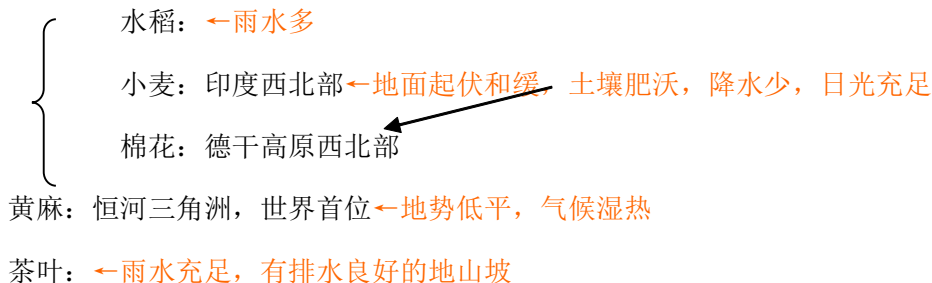 水稻：←雨水多
小麦：印度西北部←地面起伏和缓，土壤肥沃，降水少，日光充足
棉花：德干高原西北部
黄麻：恒河三角洲，世界首位←地势低平，气候湿热
茶叶：←雨水充足，有排水良好的地山坡